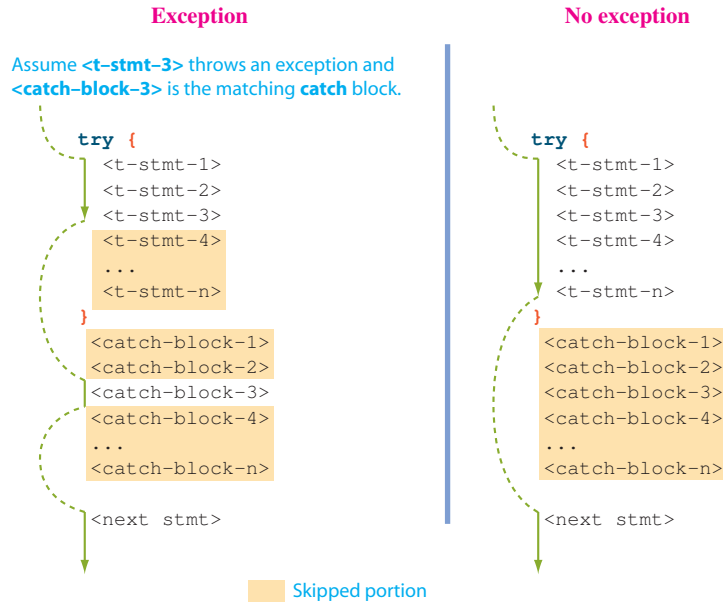 Exception
Assume <t-stmt-3> throws an exception and
<catch-block-3> is the matching catch block.
try {
<t-stmt-1>
<t-stmt-2>
<t-stmt-3>
<t-stmt-4>
...
<t-stmt-n>
}
<catch-block-1>
<catch-block-2>
<catch-block-3>
<catch-block-4>
...
<catch-block-n>
<next stmt>
No exception
try {
<t-stmt-1>
<t-stmt-2>
<t-stmt-3>
<t-stmt-4>
...
<t-stmt-n>
}
<catch-block-1>
<catch-block-2>
<catch-block-3>
<catch-block-4>
...
<catch-block-n>
<next stmt>
Skipped portion